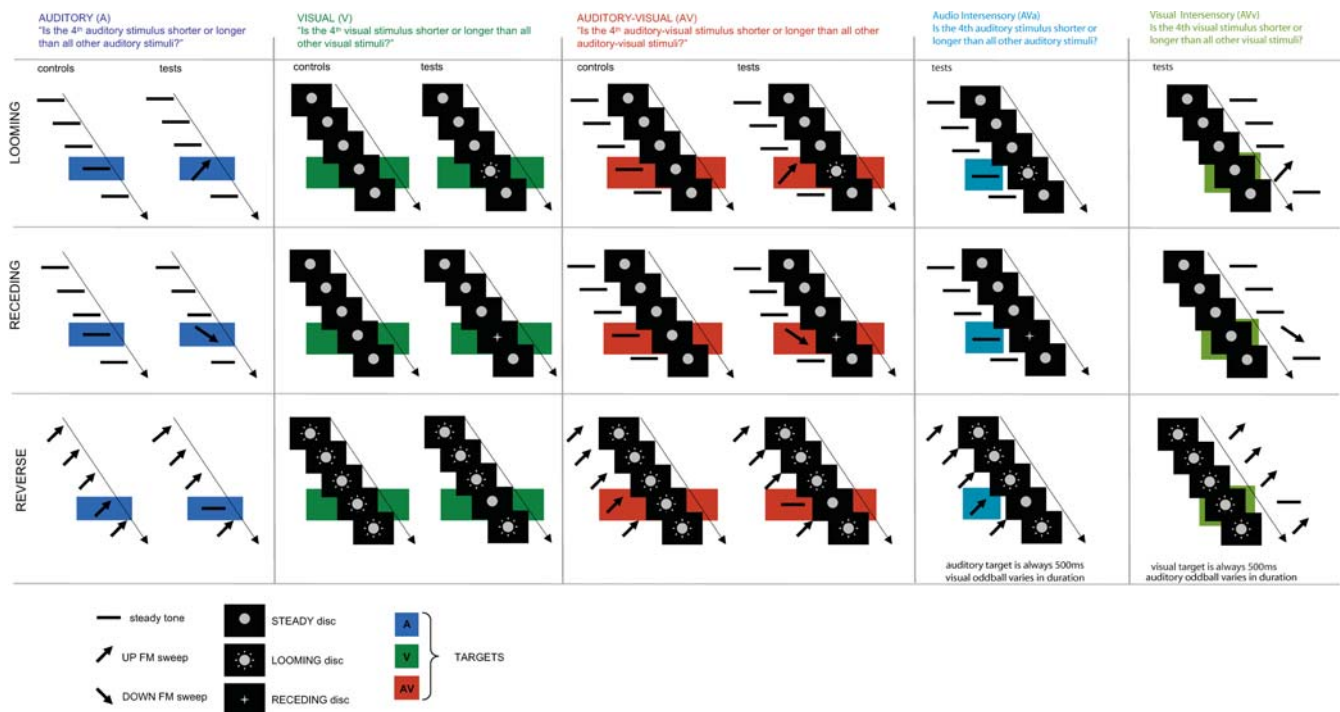 AUDITORY (A)
"Is the 4th auditory stimulus shorter or longer
than all other auditory stimuli?"
VISUAL (V)
"Is the 4th visual stimulus shorter or longer than all
other visual stimuli?"
AUDITORY-VISUAL (AV)
"Is the 4th auditory-visual stimulus shorter or longer than all other
auditory-visual stimuli?"
Audio Intersensory (AVa)
Is the 4th auditory stimulus shorter or
longer than all other auditory stimuli?
Visual Intersensory (AVv)
Is the 4th visual stimulus shorter or
longer than all other visual stimuli?
controls
tests
controls
tests
controls
tests
tests
tests
LOOMING
RECEDING
REVERSE
auditory target is always 500ms
visual oddball varies in duration
visual target is always 500ms
auditory oddball varies in duration
steady tone
STEADY disc
A
UP FM sweep
LOOMING disc
V
TARGETS
DOWN FM sweep
RECEDING disc
AV